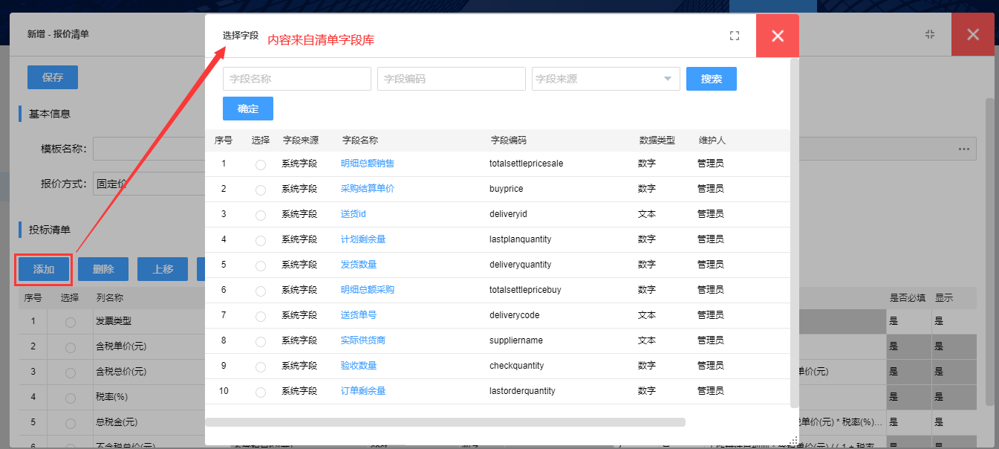 新增 - 报价清单
保存
基本信息
模板名称:
报价方式: 固定价
投标清单
添加 删除 上移
序号 选择 列名称 是否必填 显示
1 发票类型 是 是
2 含税单价(元) 是 是
3 含税总价(元) 单价(元) 是 是
4 税率(%) 是 是
5 总税金(元) 单价(元) * 税率(%)... 是 是
选择字段 内容来自清单字段库
字段名称 字段编码 字段来源 搜索
确定
序号 选择 字段来源 字段名称 字段编码 数据类型 维护人
1 系统字段 明细总额销售 totalsettlepricesale 数字 管理员
2 系统字段 采购结算单价 buyprice 数字 管理员
3 系统字段 送货id deliveryid 文本 管理员
4 系统字段 计划剩余量 lastplanquantity 数字 管理员
5 系统字段 发货数量 deliveryquantity 数字 管理员
6 系统字段 明细总额采购 totalsettlepricebuy 数字 管理员
7 系统字段 送货单号 deliverycode 文本 管理员
8 系统字段 实际供货商 suppliername 文本 管理员
9 系统字段 验收数量 checkquantity 数字 管理员
10 系统字段 订单剩余量 lastorderquantity 数字 管理员